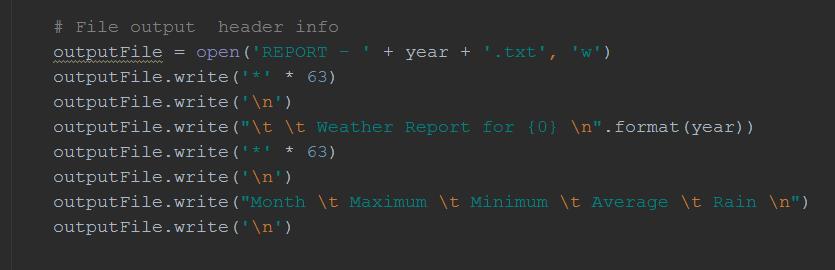 # File output  header info
outputFile = open('REPORT - ' + year + '.txt', 'w')
outputFile.write('*' * 63)
outputFile.write('\n')
outputFile.write("\t \t Weather Report for {0} \n".format(year))
outputFile.write('*' * 63)
outputFile.write('\n')
outputFile.write("Month \t Maximum \t Minimum \t Average \t Rain \n")
outputFile.write('\n')